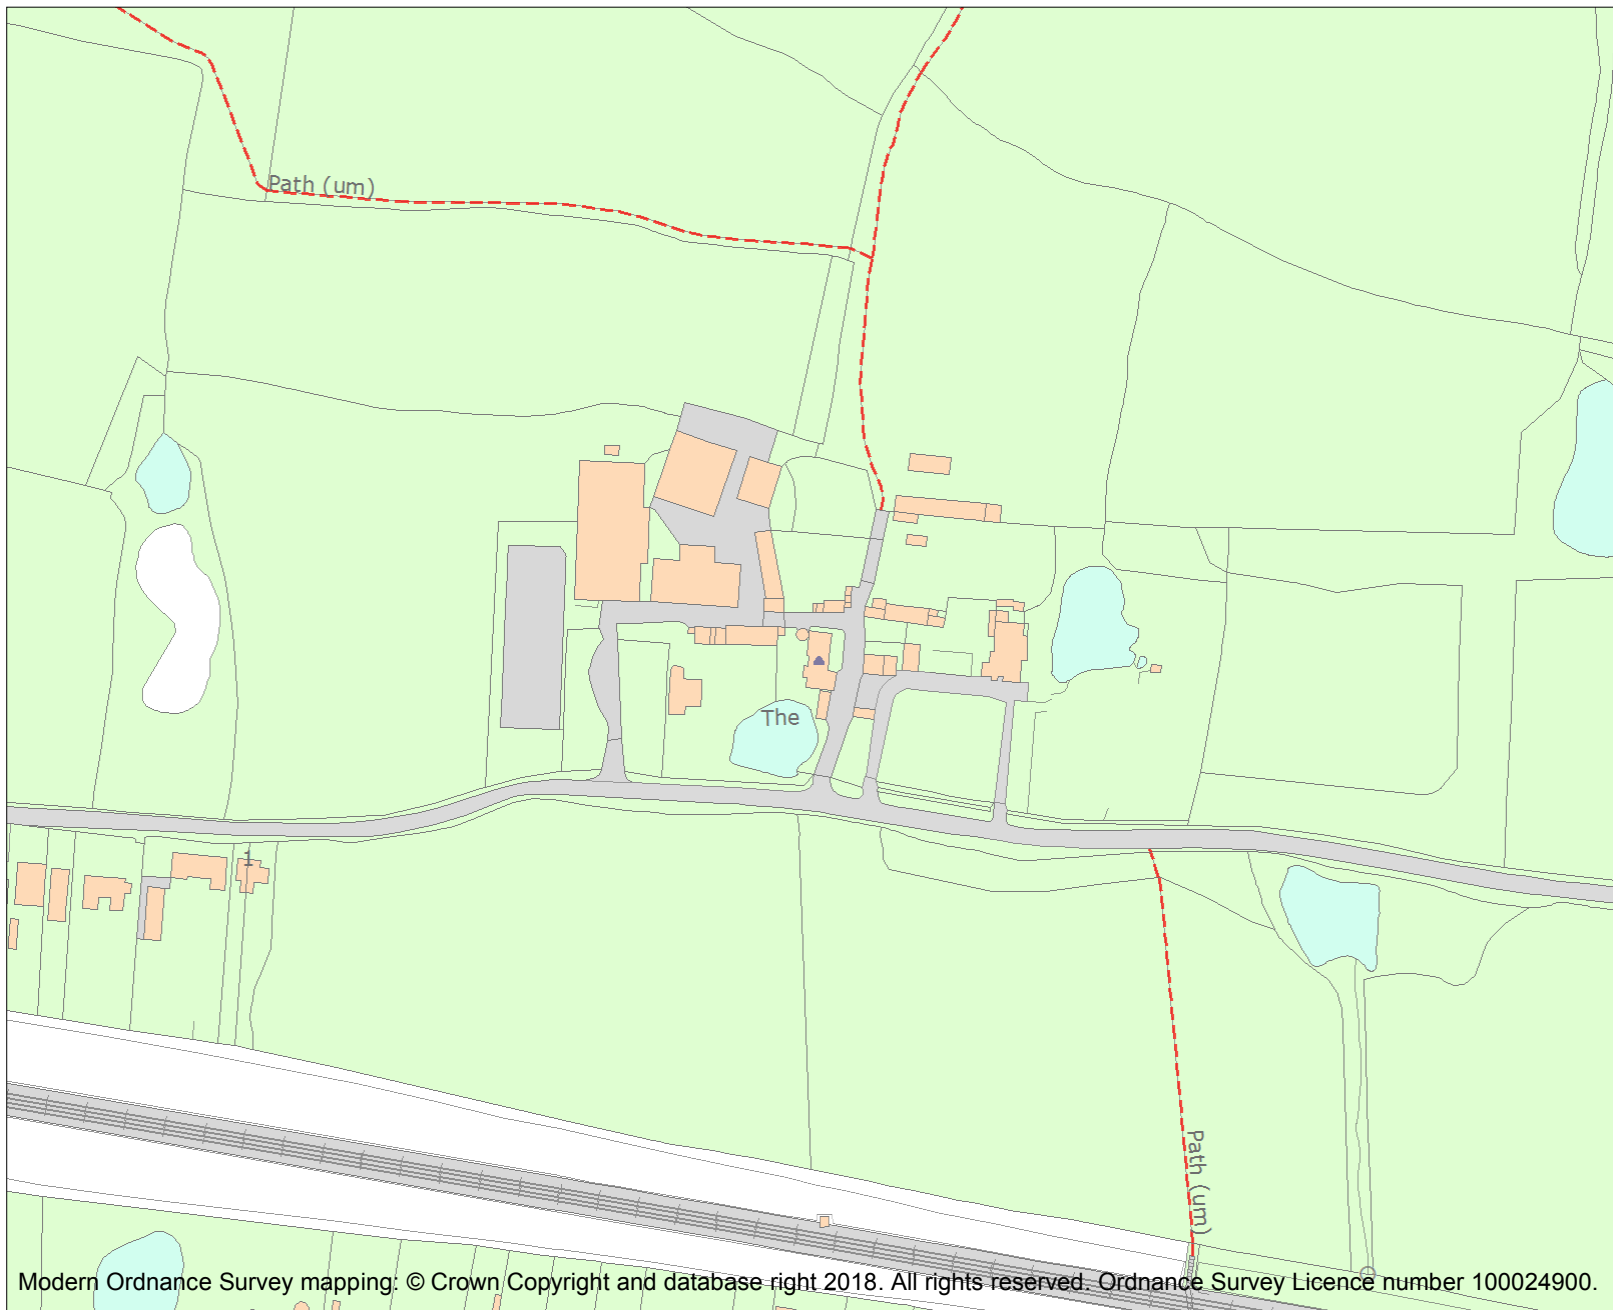 Path (um)
The
1
Path (um)
Modern Ordnance Survey mapping: © Crown Copyright and database right 2018. All rights reserved. Ordnance Survey Licence number 100024900.